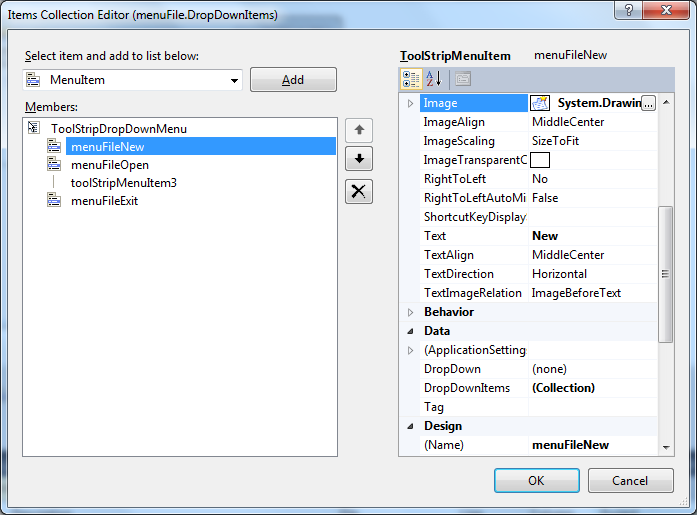 Items Collection Editor (menuFile.DropDownItems)
?
Select item and add to list below:
MenuItem
Add
Members:
ToolStripDropDownMenu
menuFileNew
menuFileOpen
toolStripMenuItem3
menuFileExit
ToolStripMenuItem menuFileNew
Image System.Drawin ...
ImageAlign MiddleCenter
ImageScaling SizeToFit
ImageTransparentC
RightToLeft No
RightToLeftAutoMi False
ShortcutKeyDisplay
Text New
TextAlign MiddleCenter
TextDirection Horizontal
TextImageRelation ImageBeforeText
Behavior
Data
(ApplicationSetting
DropDown (none)
DropDownItems (Collection)
Tag
Design
(Name) menuFileNew
OK
Cancel